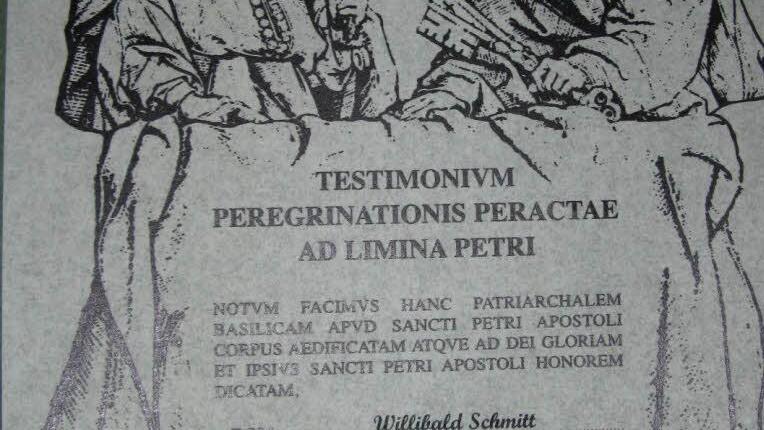 TESTIMONIVM
PEREGRINATIONIS PERACTAE
AD LIMINA PETRI
NOTVM FACIMVS HANC PATRIARCHALEM
BASILICAM APVD SANCTI PETRI APOSTOLI
CORPUS AEDIFICATAM ATQVE AD DEI GLORIAM
ET IPSIVS SANCTI PETRI APOSTOLI HONOREM
DICATAM,
Willibald Schmitt